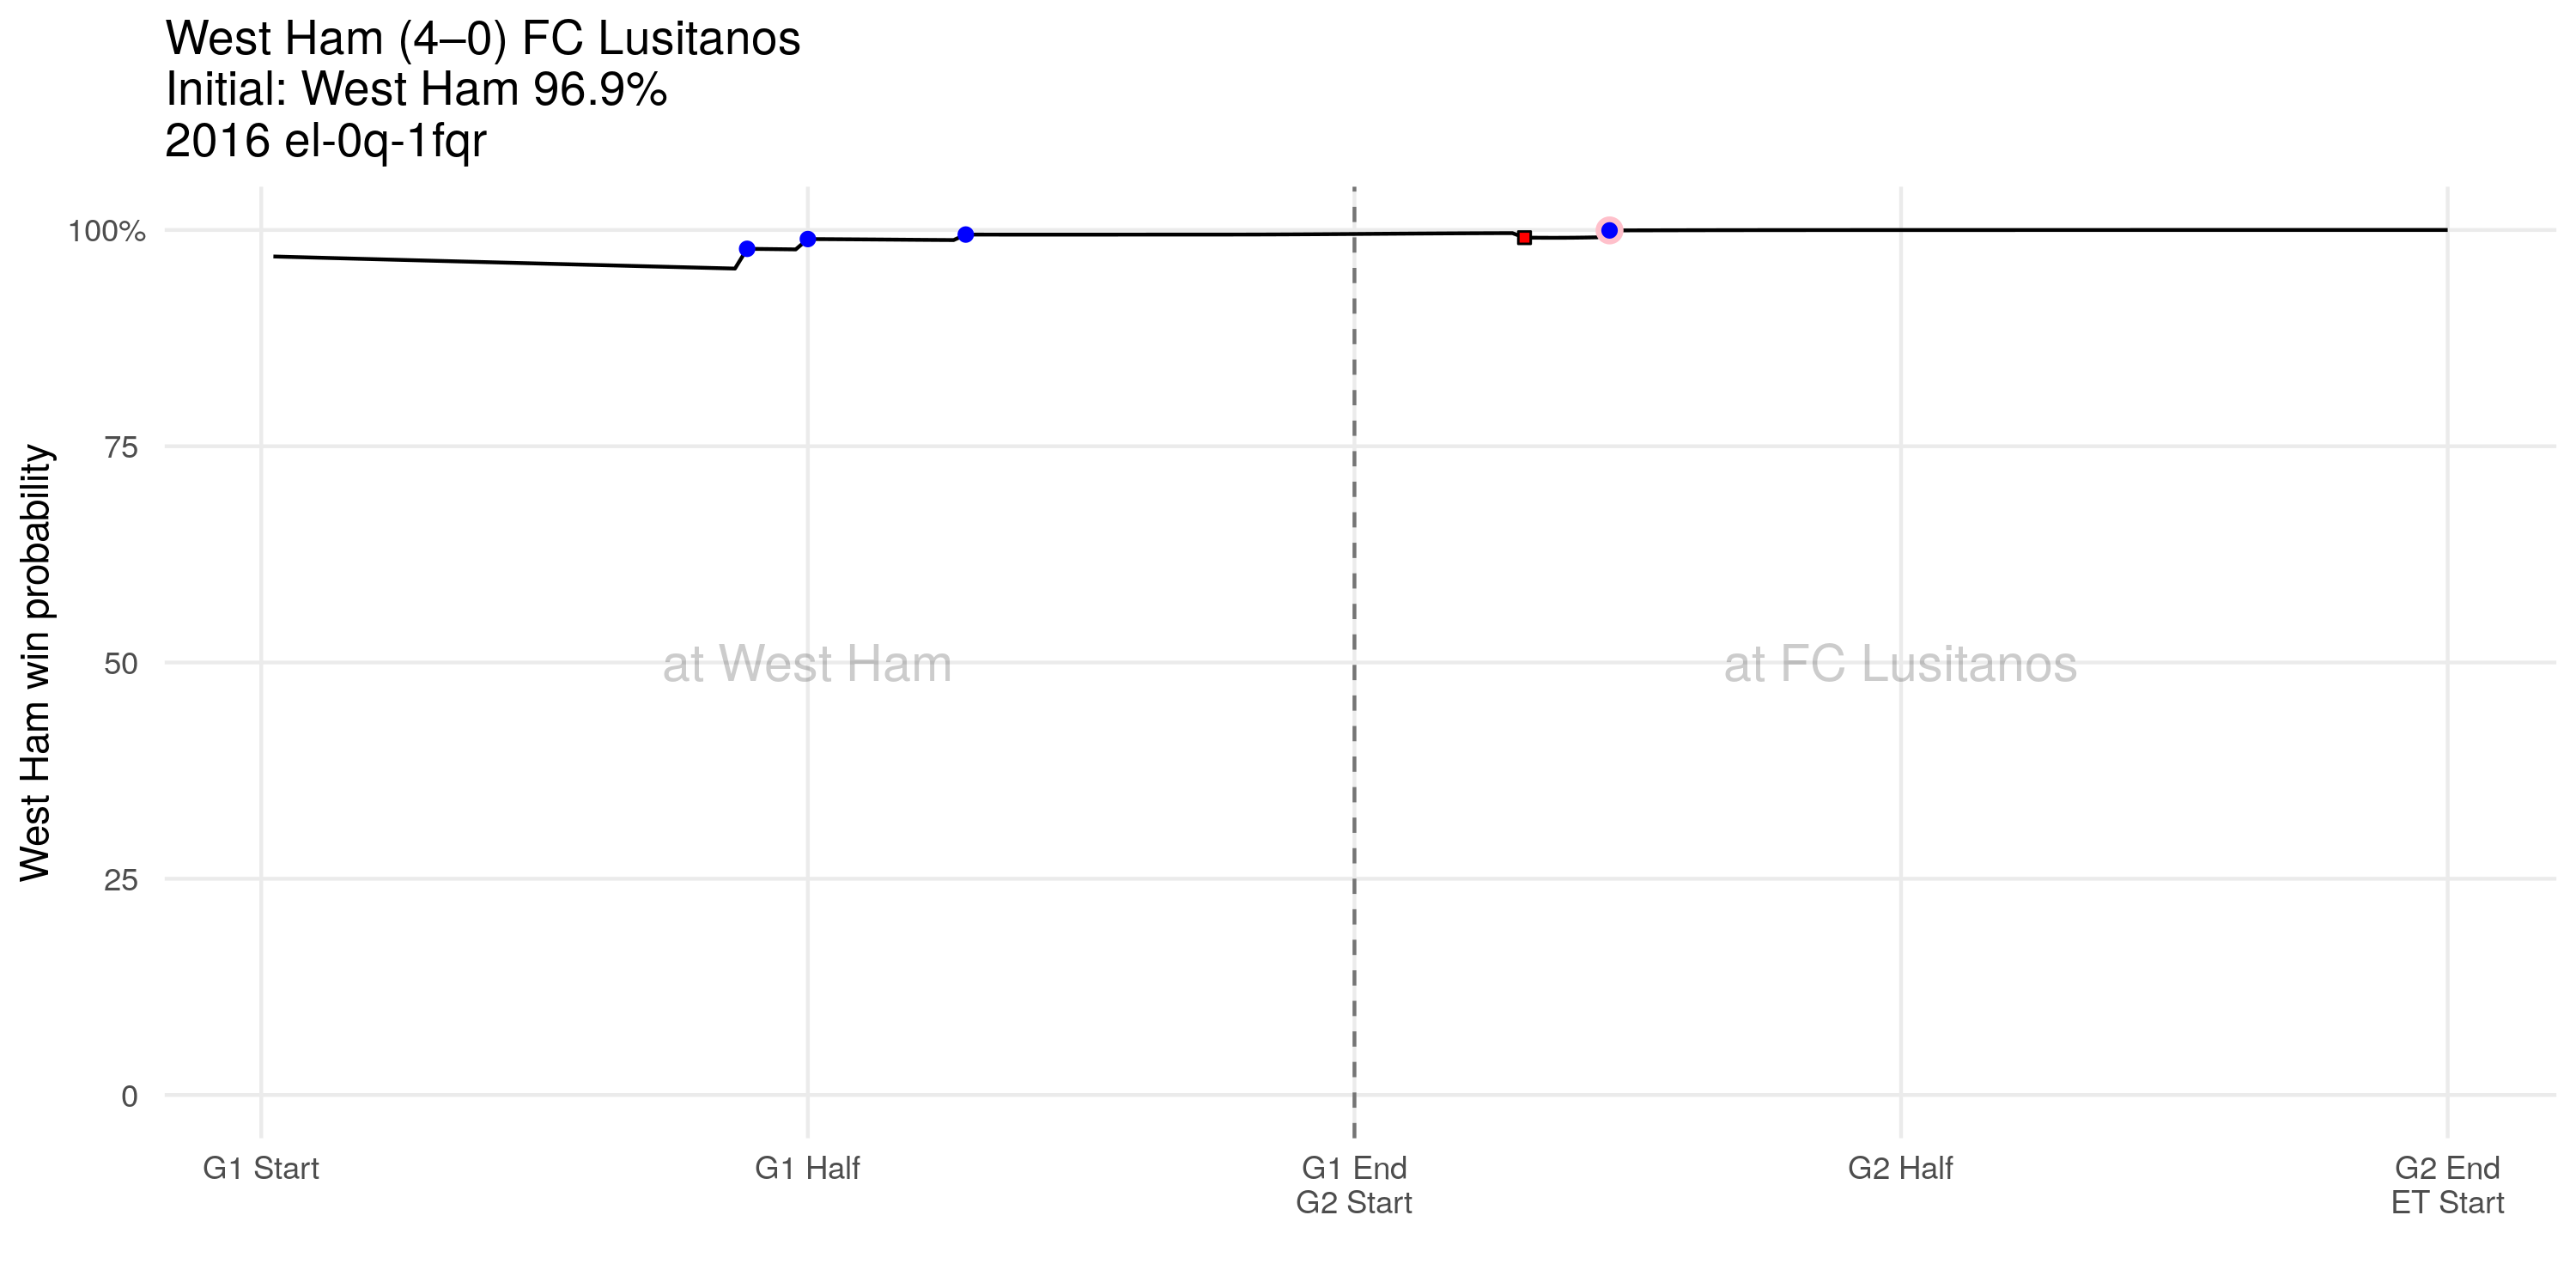 West Ham (4–0) FC Lusitanos
Initial: West Ham 96.9%
2016 el-0q-1fqr
West Ham win probability
100%
75
50
25
0
at West Ham
at FC Lusitanos
G1 Start
G1 Half
G1 End
G2 Start
G2 Half
G2 End
ET Start